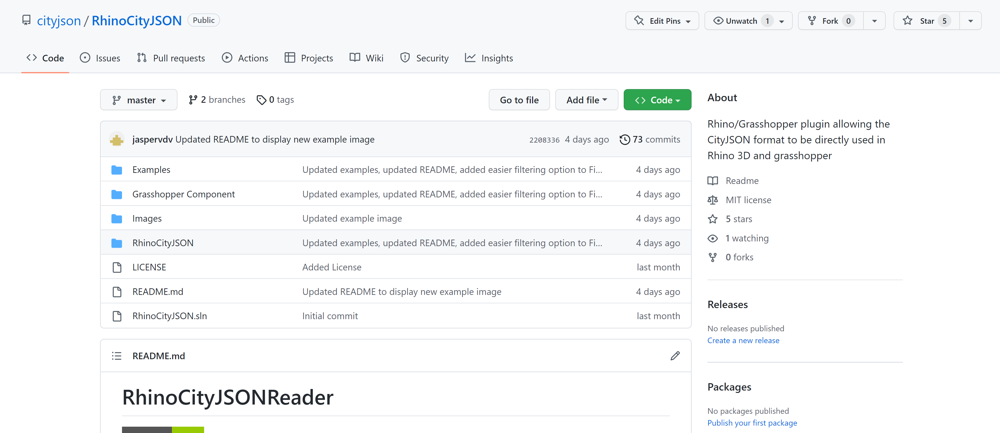 cityjson / RhinoCityJSON Public
Edit Pins Unwatch 1 Fork 0 Star 5
Code Issues Pull requests Actions Projects Wiki Security Insights
master 2 branches 0 tags Go to file Add file Code
jaspervdv Updated README to display new example image 2208336 4 days ago 73 commits
Examples Updated examples, updated README, added easier filtering option to Fi... 4 days ago
Grasshopper Component Updated examples, updated README, added easier filtering option to Fi... 4 days ago
Images Updated example image 4 days ago
RhinoCityJSON Updated examples, updated README, added easier filtering option to Fi... 4 days ago
LICENSE Added License last month
README.md Updated README to display new example image 4 days ago
RhinoCityJSON.sln Initial commit last month
README.md
RhinoCityJSONReader
About
Rhino/Grasshopper plugin allowing the
CityJSON format to be directly used in
Rhino 3D and grasshopper
Readme
MIT license
5 stars
1 watching
0 forks
Releases
No releases published
Create a new release
Packages
No packages published
Publish your first package